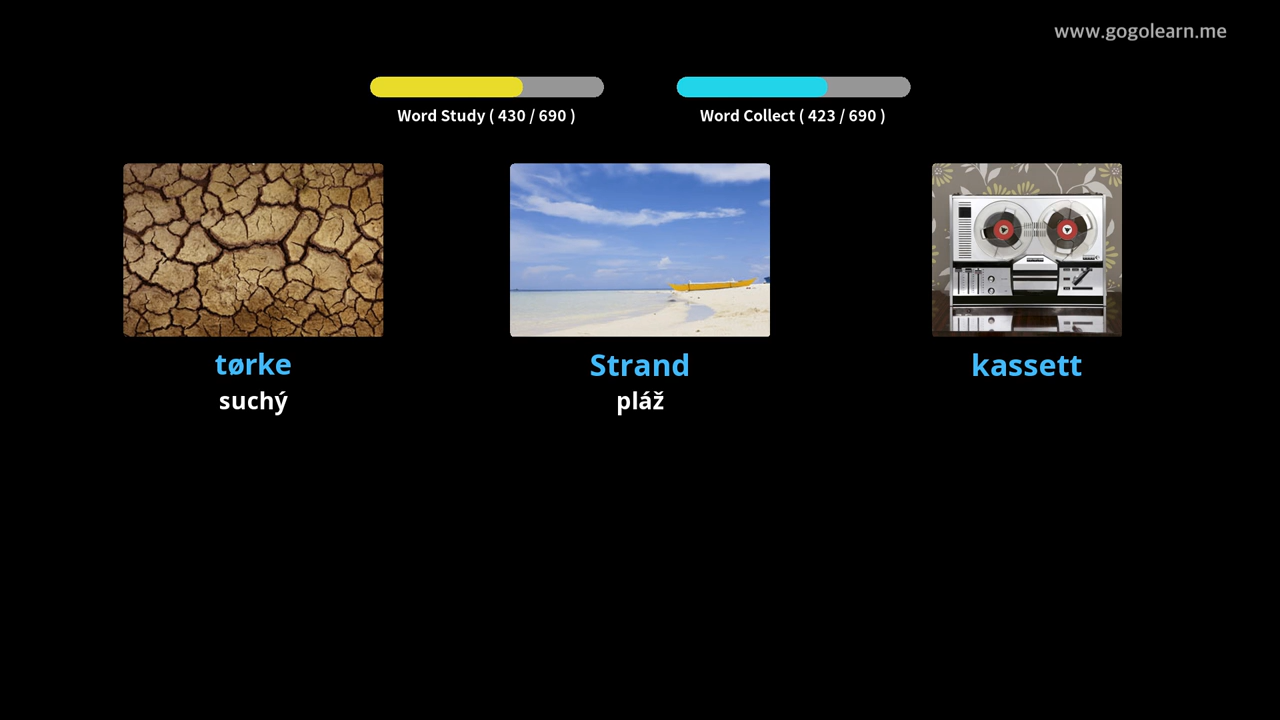 www.gogolearn.me
Word Study ( 430 / 690 )
Word Collect ( 423 / 690 )
tørke
suchý
Strand
pláž
kassett